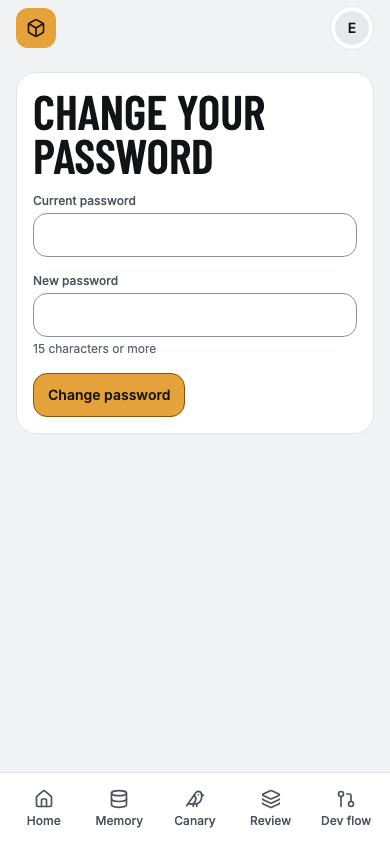 E
CHANGE YOUR
PASSWORD
Current password
New password
15 characters or more
Change password
Home
Memory
Canary
Review
Dev flow